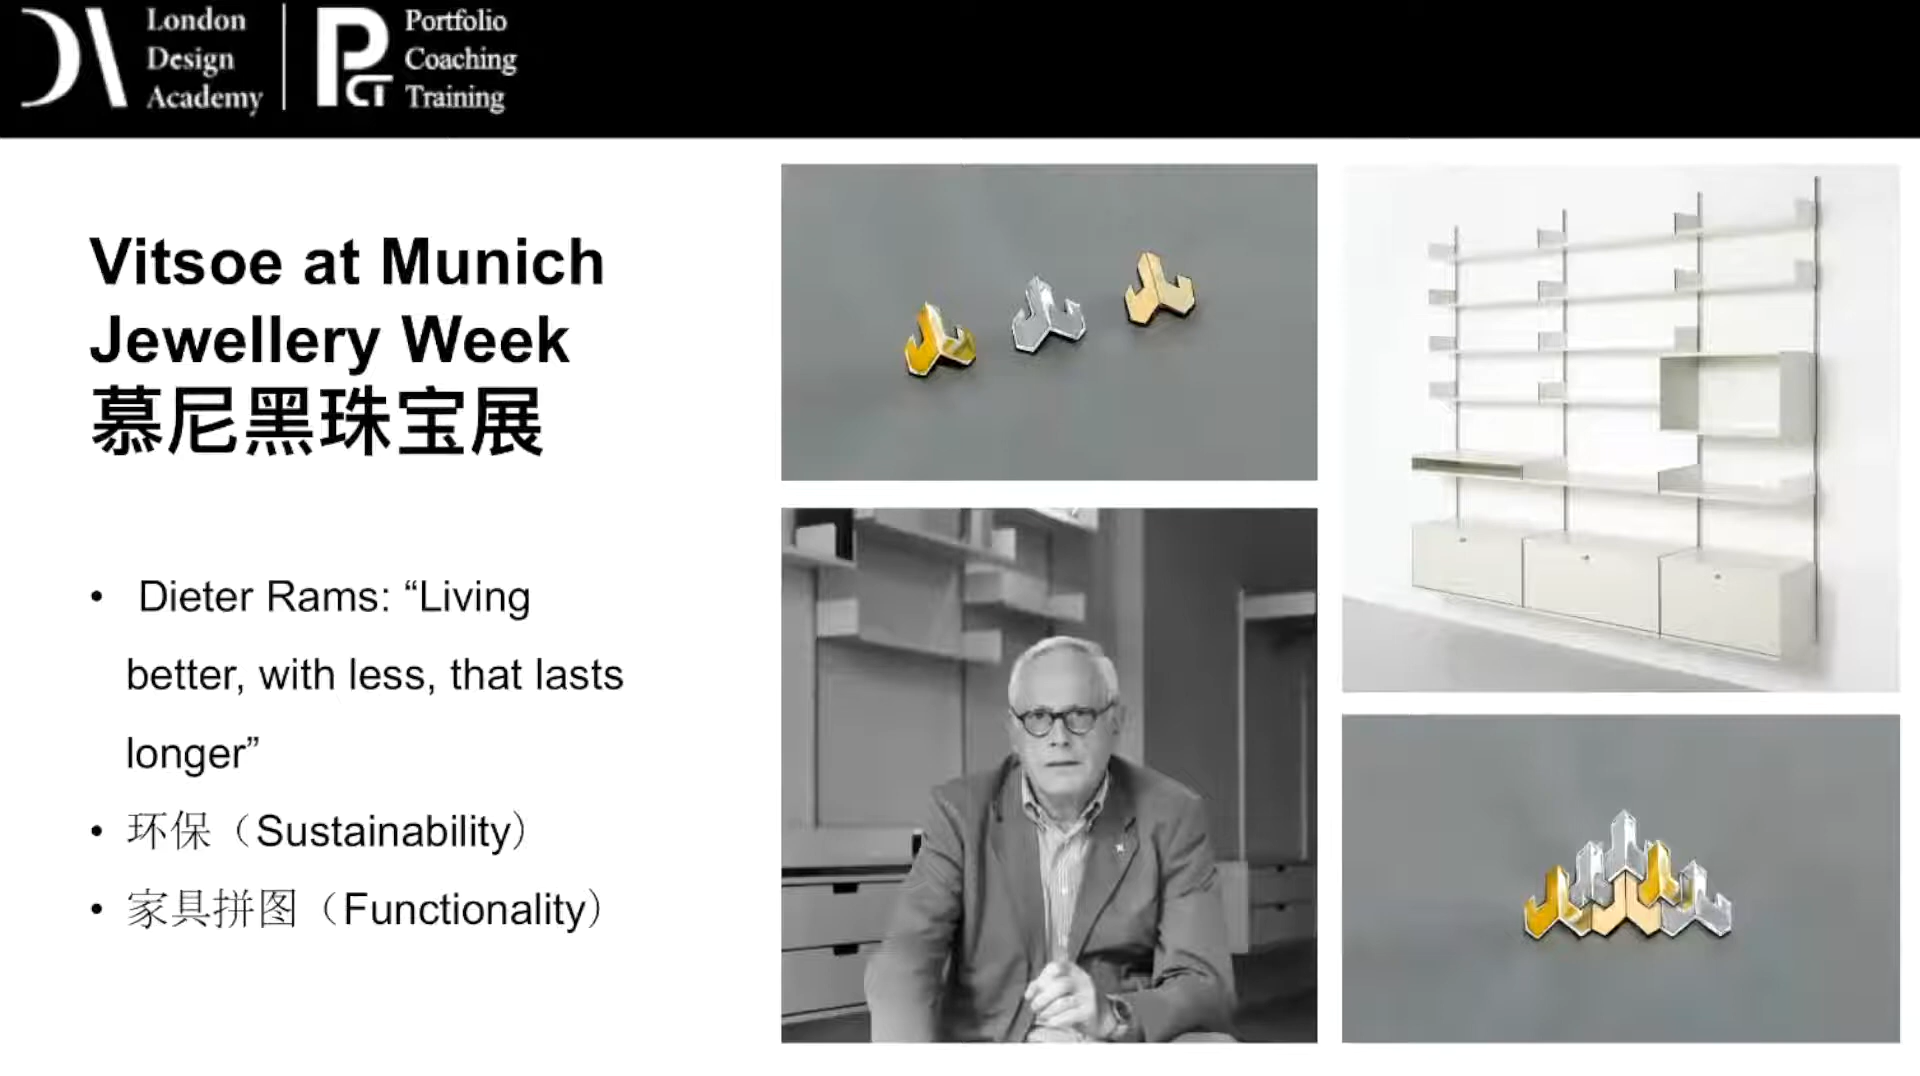 London
Design
Academy
Portfolio
Coaching
Training
Vitsoe at Munich
Jewellery Week
慕尼黑珠宝展
• Dieter Rams: “Living
better, with less, that lasts
longer”
• 环保（Sustainability）
• 家具拼图（Functionality）